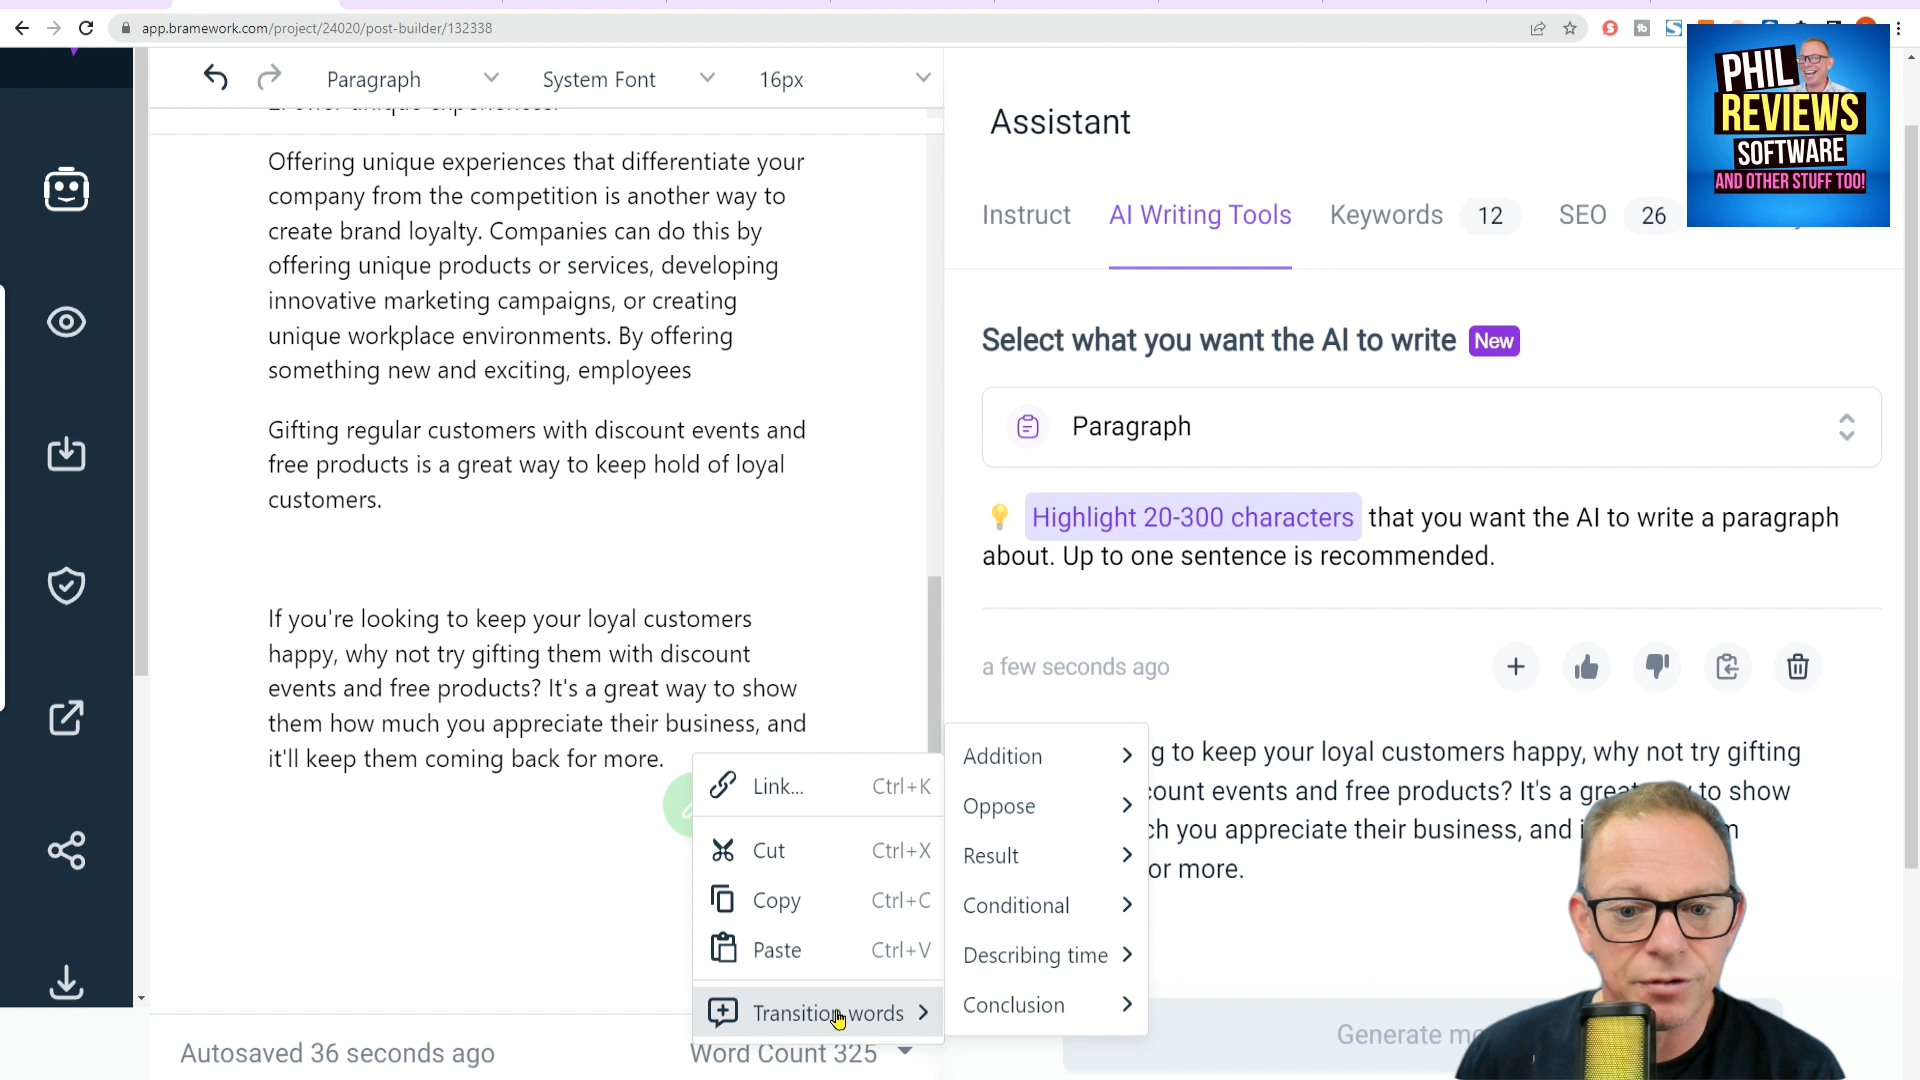 app.bramework.com/project/24020/post-builder/132338
Paragraph
System Font
16px
Offering unique experiences that differentiate your
company from the competition is another way to
create brand loyalty. Companies can do this by
offering unique products or services, developing
innovative marketing campaigns, or creating
unique workplace environments. By offering
something new and exciting, employees
Gifting regular customers with discount events and
free products is a great way to keep hold of loyal
customers.
If you're looking to keep your loyal customers
happy, why not try gifting them with discount
events and free products? It's a great way to show
them how much you appreciate their business, and
it'll keep them coming back for more.
Link... Ctrl+K
Cut Ctrl+X
Copy Ctrl+C
Paste Ctrl+V
Transition words
Addition
Oppose
Result
Conditional
Describing time
Conclusion
Autosaved 36 seconds ago
Word Count 325
Assistant
Instruct
AI Writing Tools
Keywords 12
SEO 26
Select what you want the AI to write New
Paragraph
Highlight 20-300 characters that you want the AI to write a paragraph
about. Up to one sentence is recommended.
a few seconds ago
g to keep your loyal customers happy, why not try gifting
count events and free products? It's a great to show
ch you appreciate their business, and
or more.
Generate
PHIL
REVIEWS
SOFTWARE
AND OTHER STUFF TOO!